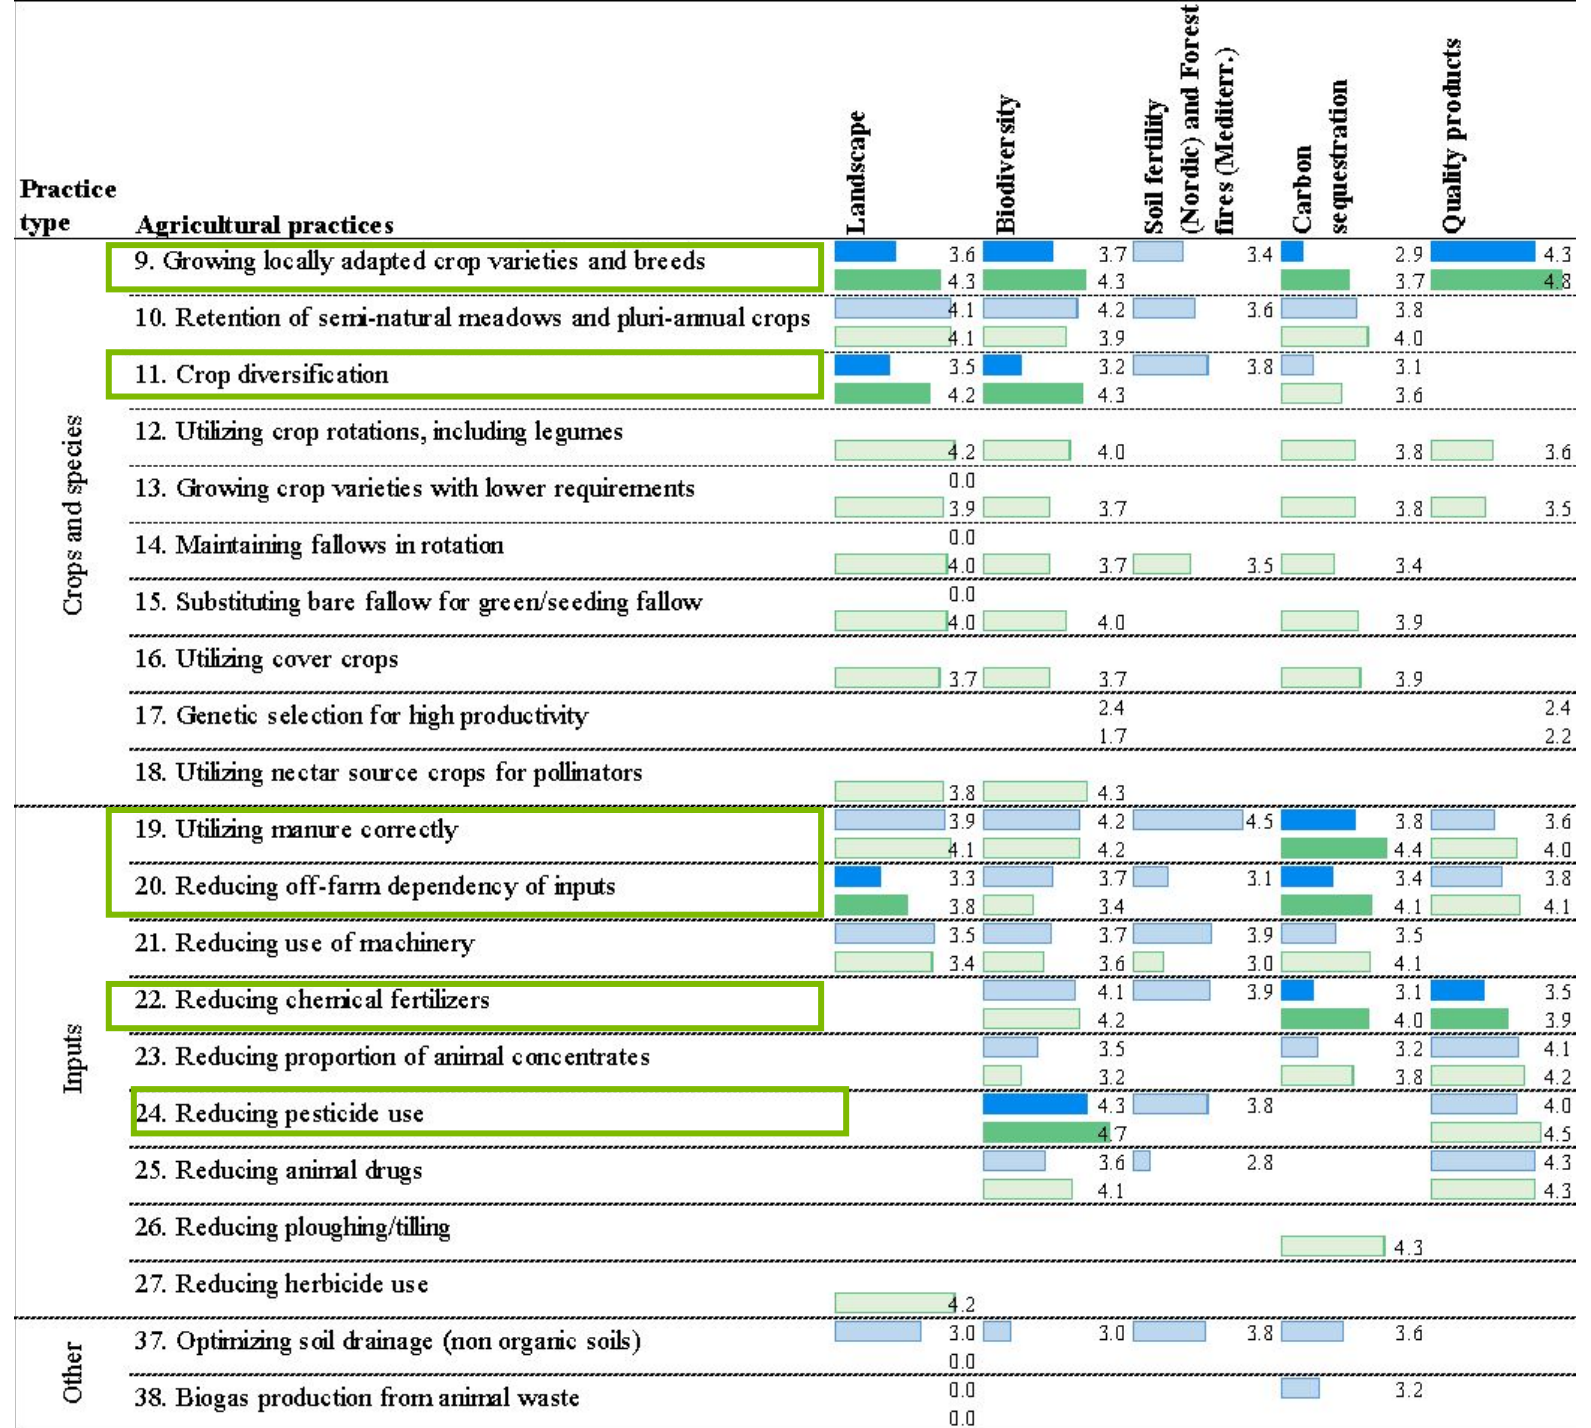 Landscape
Biodiversity
Soil fertility
(Nordic) and Forest
fires (Mediterr.)
Carbon
sequestration
Quality products
Practice
type Agricultural practices
Crops and species
9. Growing locally adapted crop varieties and breeds
3.6 3.7 3.4 2.9 4.3
4.3 4.3 3.7 4.8
10. Retention of semi-natural meadows and pluri-annual crops
4.1 4.2 3.6 3.8
4.1 3.9 4.0
11. Crop diversification
3.5 3.2 3.8 3.1
4.2 4.3 3.6
12. Utilizing crop rotations, including legumes
4.2 4.0 3.8 3.6
13. Growing crop varieties with lower requirements
0.0
3.9 3.7 3.8 3.5
14. Maintaining fallows in rotation
0.0
4.0 3.7 3.5 3.4
15. Substituting bare fallow for green/seeding fallow
0.0
4.0 4.0 3.9
16. Utilizing cover crops
3.7 3.7 3.9
17. Genetic selection for high productivity
2.4 2.4
1.7 2.2
18. Utilizing nectar source crops for pollinators
3.8 4.3
Inputs
19. Utilizing manure correctly
3.9 4.2 4.5 3.8 3.6
4.1 4.2 4.4 4.0
20. Reducing off-farm dependency of inputs
3.3 3.7 3.1 3.4 3.8
3.8 3.4 4.1 4.1
21. Reducing use of machinery
3.5 3.7 3.9 3.5
3.4 3.6 3.0 4.1
22. Reducing chemical fertilizers
4.1 3.9 3.1 3.5
4.2 4.0 3.9
23. Reducing proportion of animal concentrates
3.5 3.2 4.1
3.2 3.8 4.2
24. Reducing pesticide use
4.3 3.8 4.0
4.7 4.5
25. Reducing animal drugs
3.6 2.8 4.3
4.1 4.3
26. Reducing ploughing/tilling
4.3
27. Reducing herbicide use
4.2
Other
37. Optimizing soil drainage (non organic soils)
3.0 3.0 3.8 3.6
0.0
38. Biogas production from animal waste
0.0 3.2
0.0